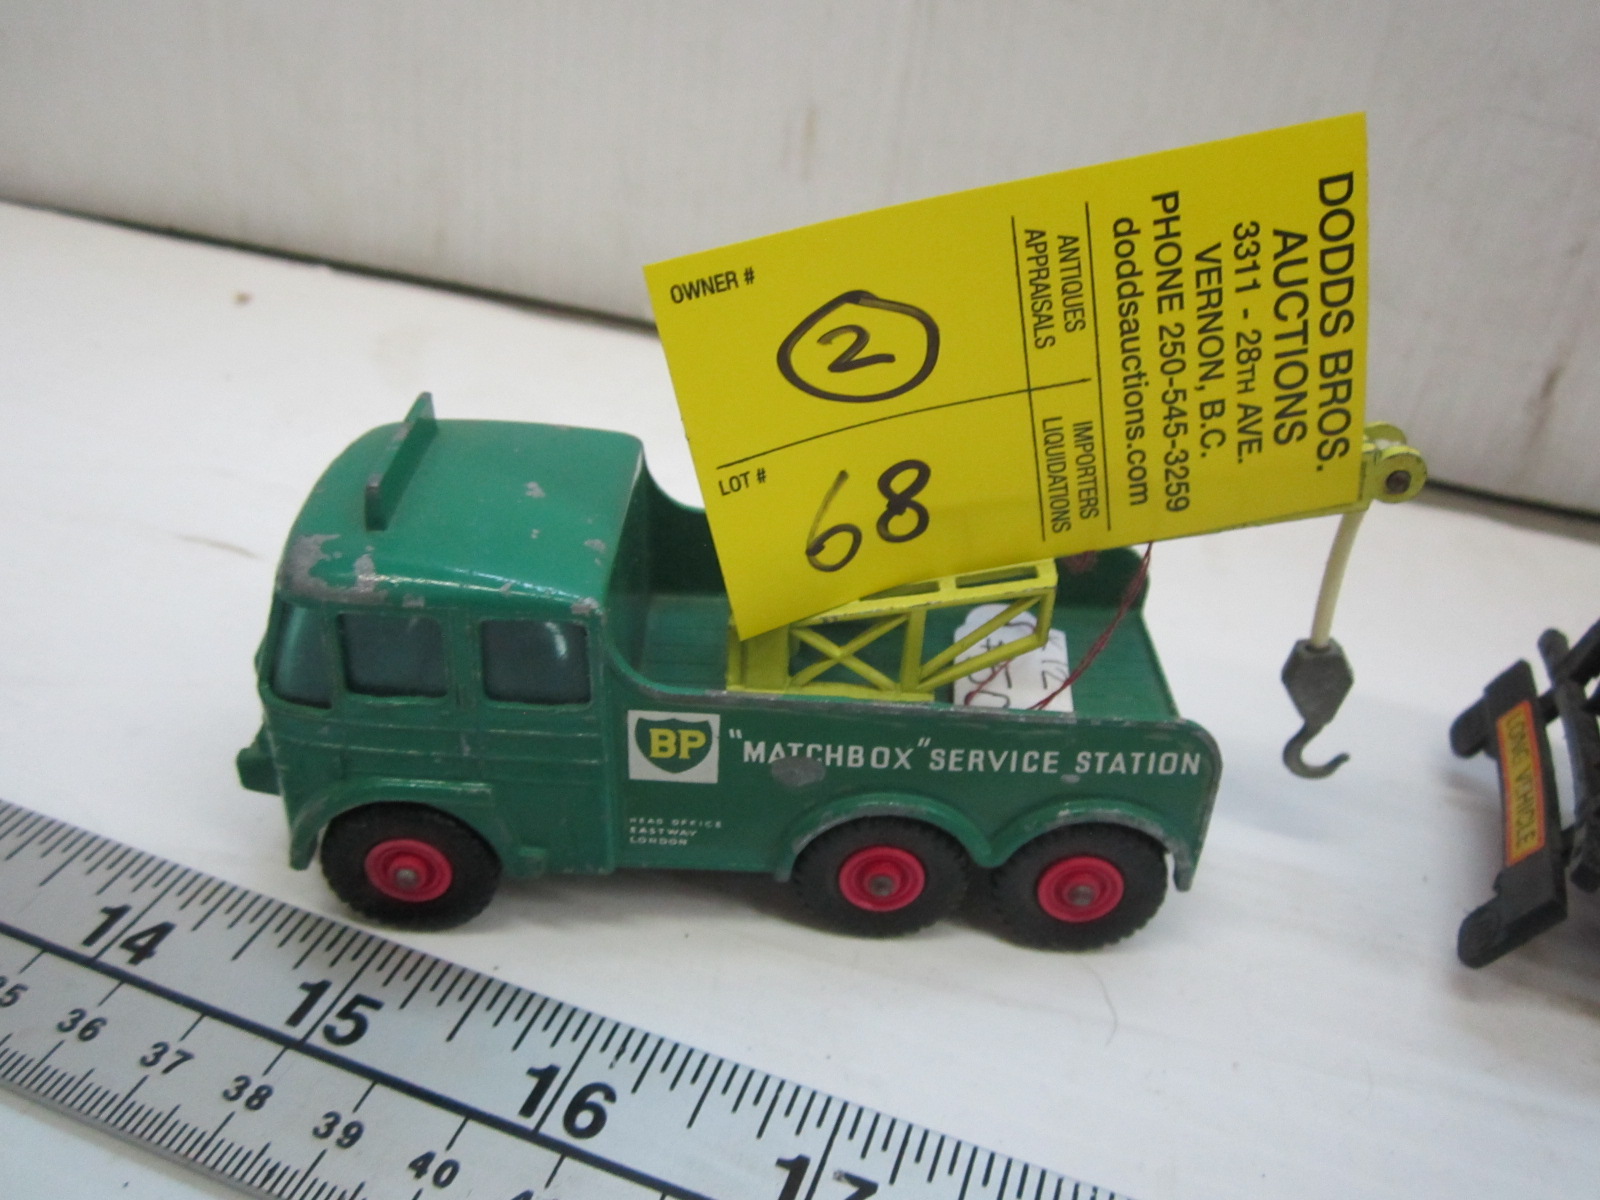 DODDS BROS.
AUCTIONS
3311 - 28TH AVE.
VERNON, B.C.
PHONE 250-545-3259
doddsauctions.com
ANTIQUES
APPRAISALS
IMPORTERS
LIQUIDATIONS
OWNER #
2
LOT #
68
BP
"MATCHBOX" SERVICE STATION
HEAD OFFICE
EASTWAY
LONDON
LONG VEHICLE
14
15
16
17
36
37
38
39
40